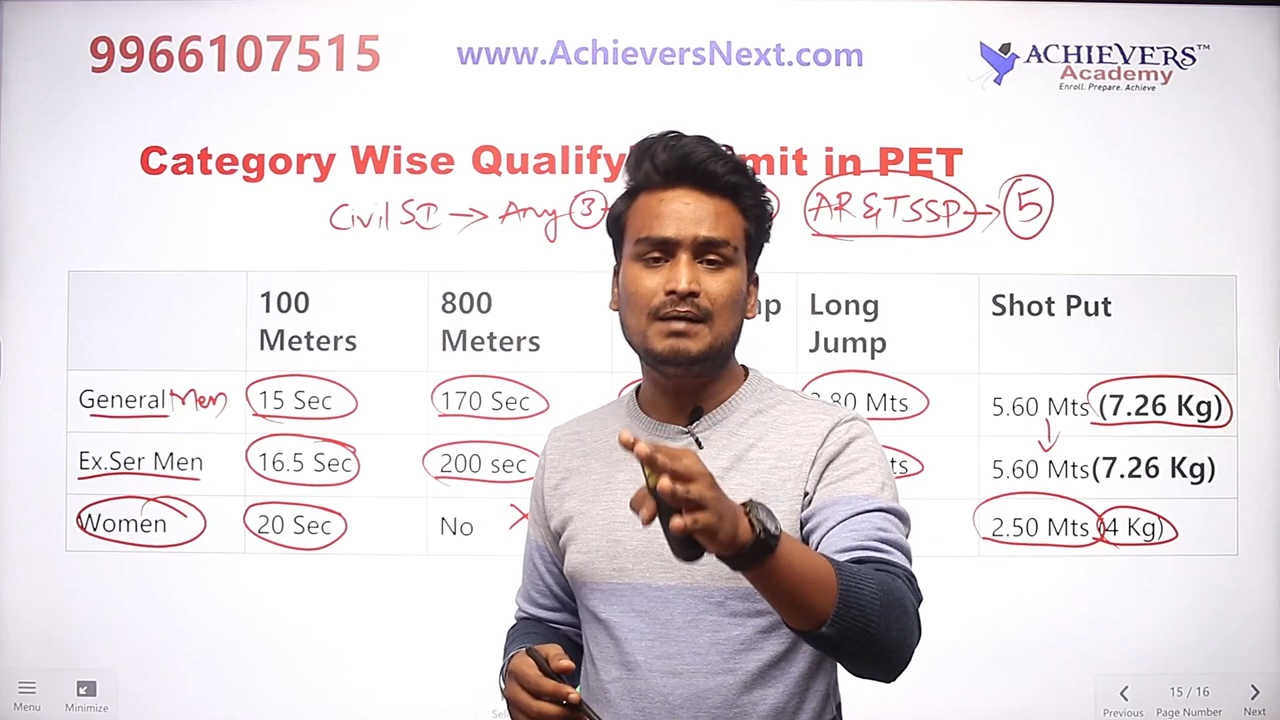 9966107515
www.AchieversNext.com
ACHIEVERS™
Academy
Enroll. Prepare. Achieve
Category Wise Qualify imit in PET
Civil SI → Any 3
AR & TSSP → 5
100 Meters
800 Meters
Long Jump
Shot Put
General Men
15 Sec
170 Sec
80 Mts
5.60 Mts (7.26 Kg)
Ex.Ser Men
16.5 Sec
200 sec
5.60 Mts(7.26 Kg)
Women
20 Sec
No
2.50 Mts (4 Kg)
Menu
Minimize
Previous
15 / 16
Page Number
Next